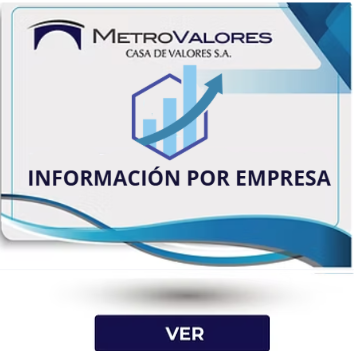 METROVALORES
CASA DE VALORES S.A.
INFORMACIÓN POR EMPRESA
VER